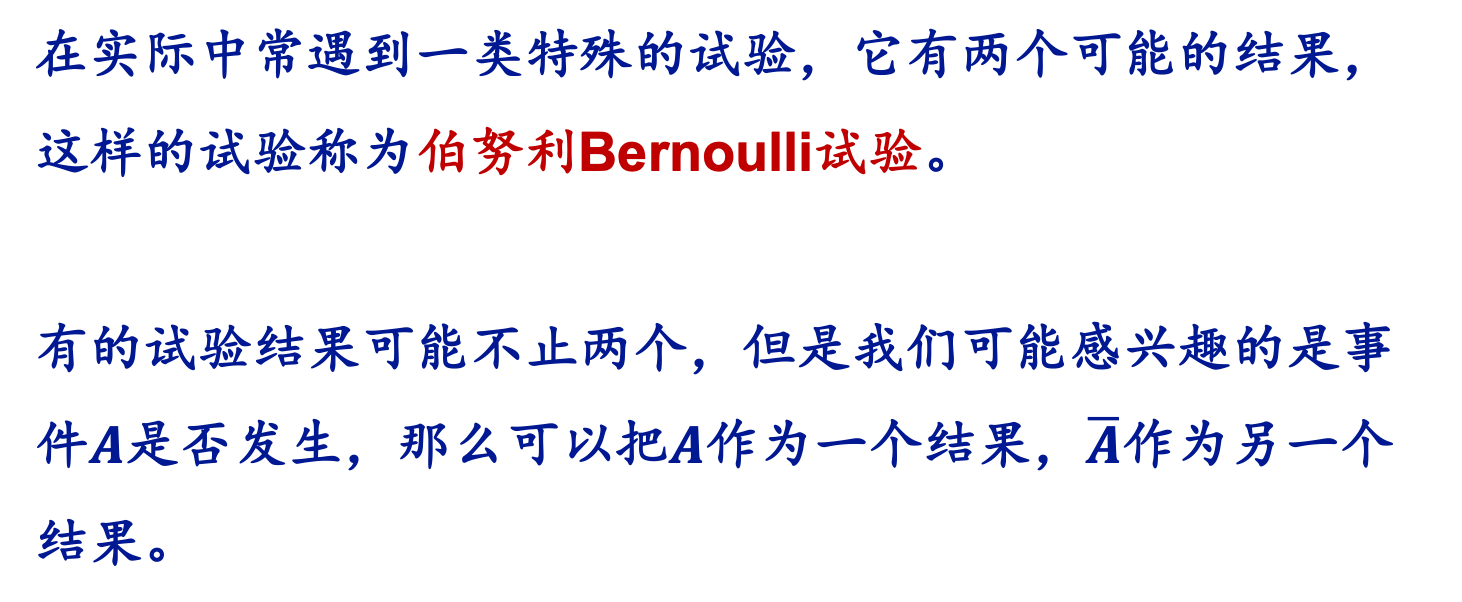 在实际中常遇到一类特殊的试验，它有两个可能的结果，
这样的试验称为伯努利Bernoulli试验。
有的试验结果可能不止两个，但是我们可能感兴趣的是事
件A是否发生，那么可以把A作为一个结果，A̅作为另一个
结果。